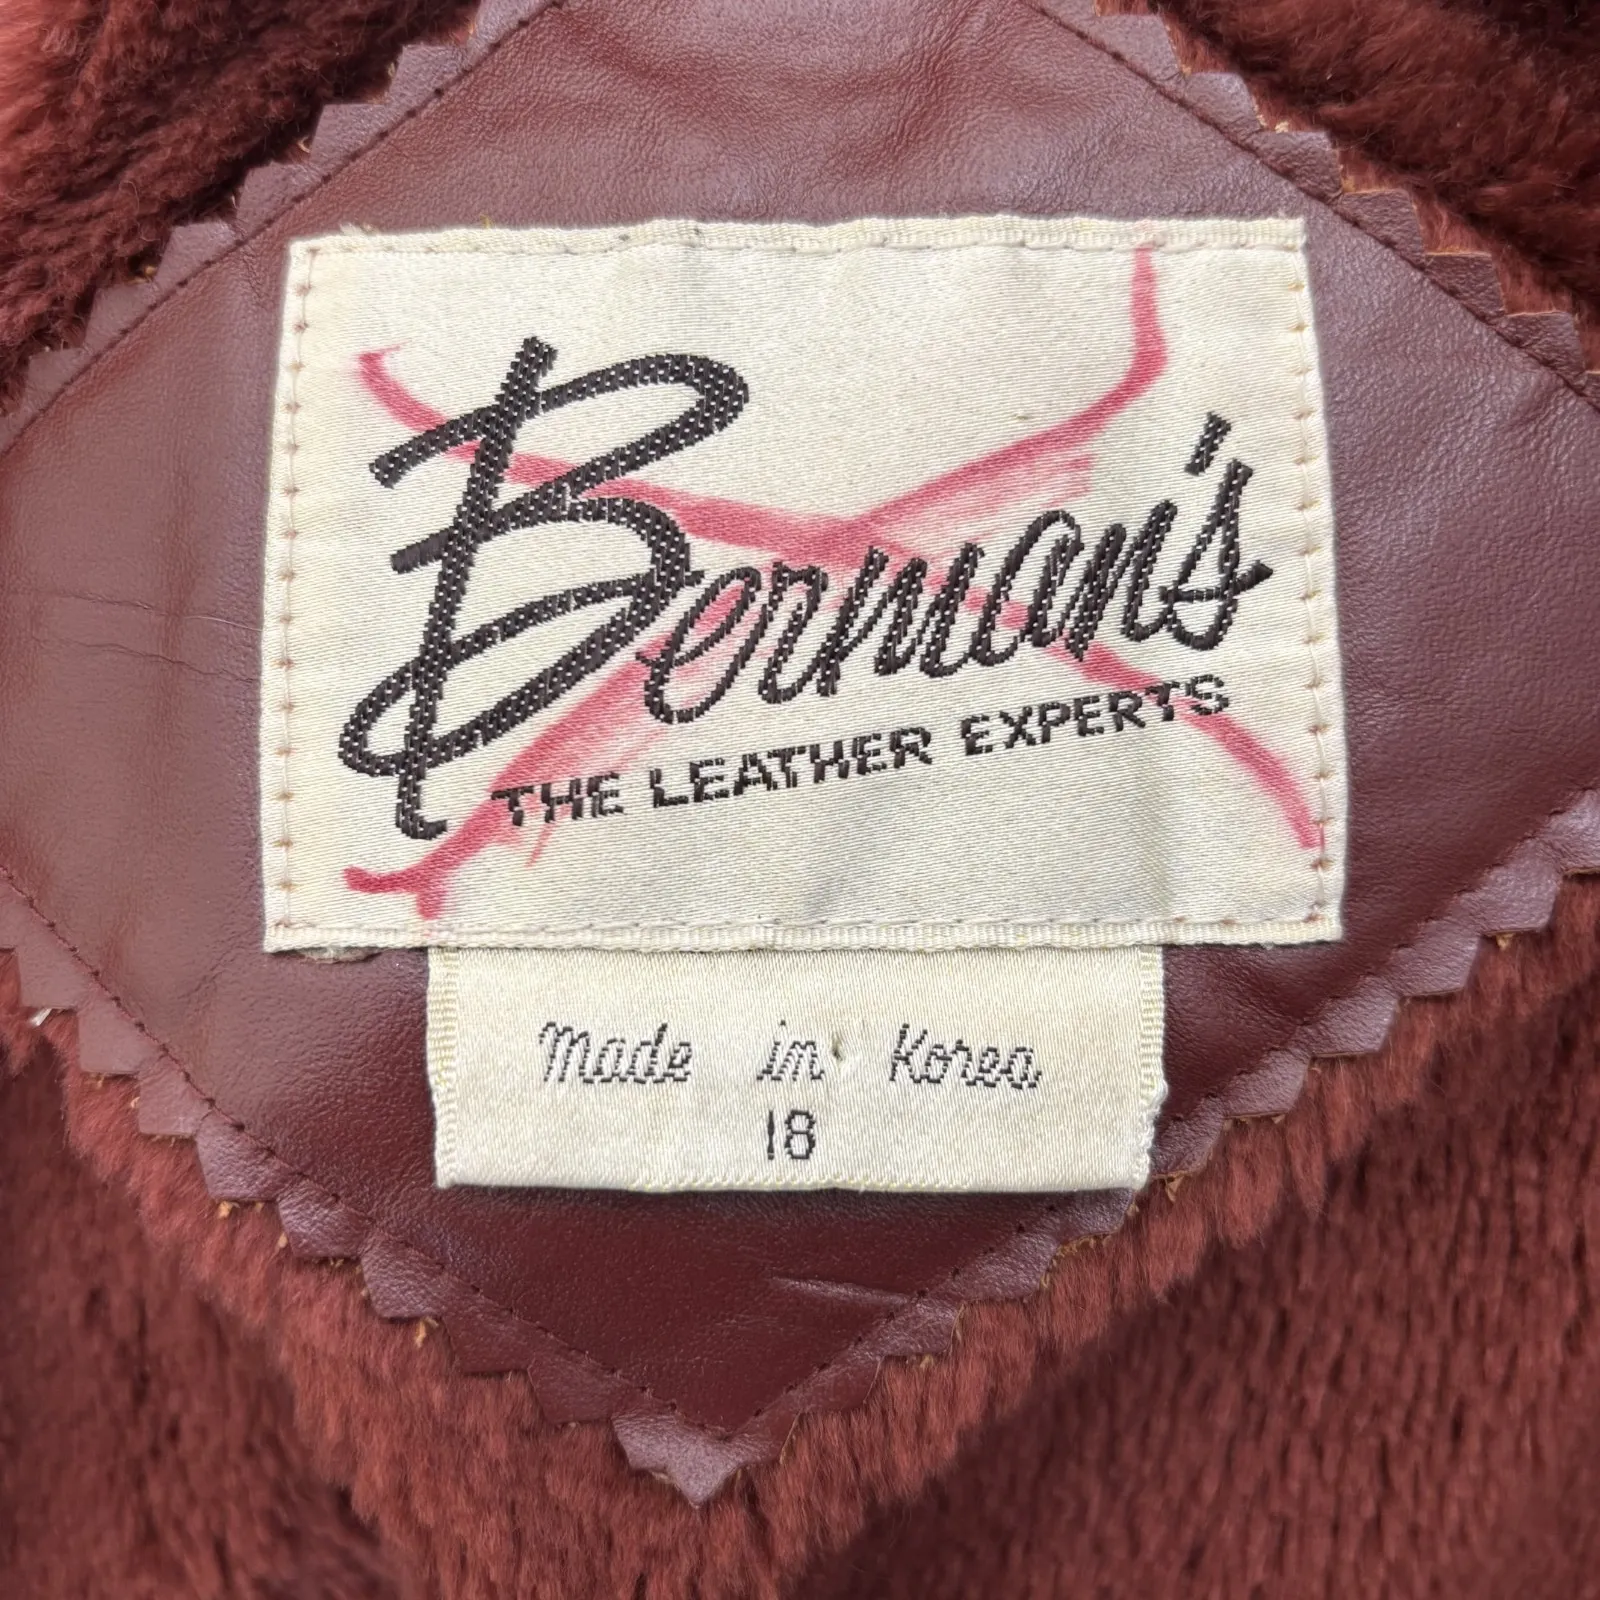 Berman's
THE LEATHER EXPERTS
Made in Korea
18